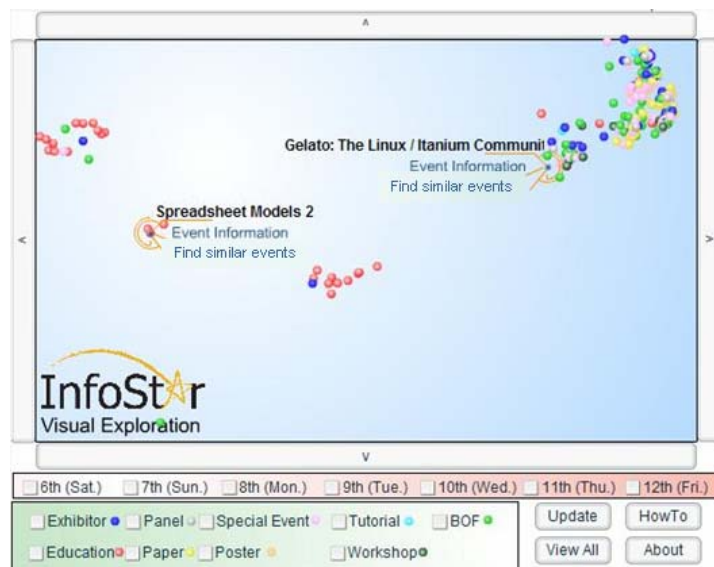 Gelato: The Linux / Itanium Communit
Event Information
Find similar events
Spreadsheet Models 2
Event Information
Find similar events
InfoStar
Visual Exploration
6th (Sat.) 7th (Sun.) 8th (Mon.) 9th (Tue.) 10th (Wed.) 11th (Thu.) 12th (Fri.)
Exhibitor Panel Special Event Tutorial BOF Update HowTo
Education Paper Poster Workshop View All About